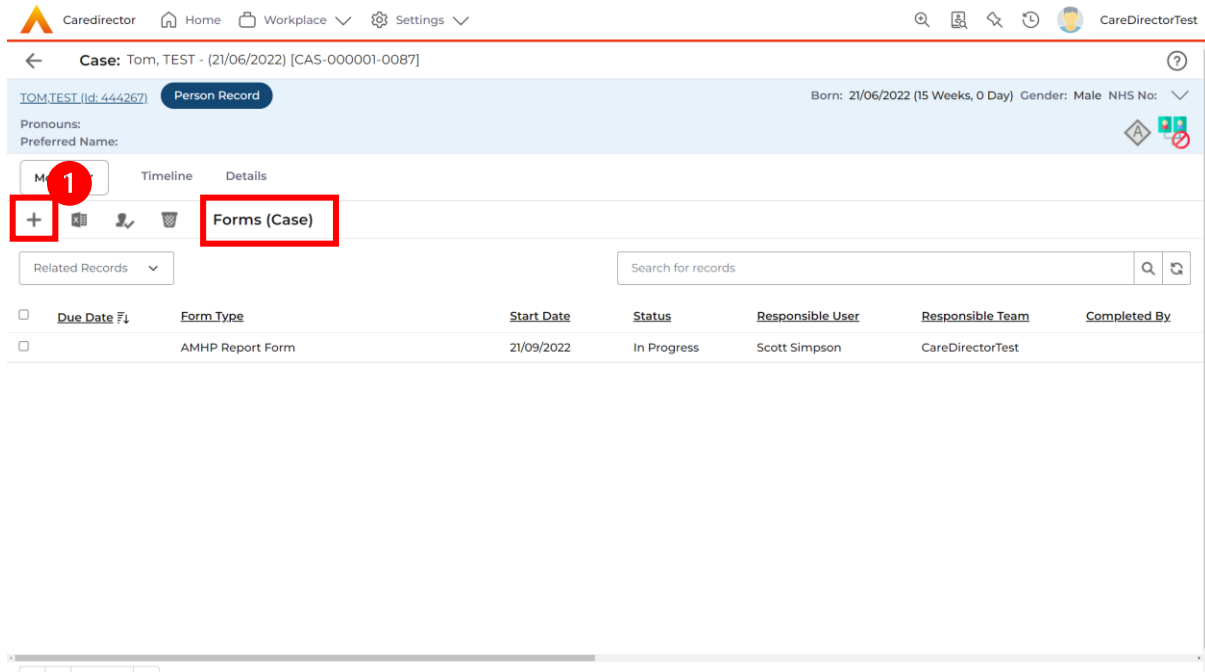 Caredirector Home Workplace Settings CareDirectorTest
Case: Tom, TEST - (21/06/2022) [CAS-000001-0087]
TOM,TEST (Id: 444267) Person Record Born: 21/06/2022 (15 Weeks, 0 Day) Gender: Male NHS No:
Pronouns:
Preferred Name:
A
1 Timeline Details
Forms (Case)
Related Records Search for records
Due Date Form Type Start Date Status Responsible User Responsible Team Completed By
AMHP Report Form 21/09/2022 In Progress Scott Simpson CareDirectorTest